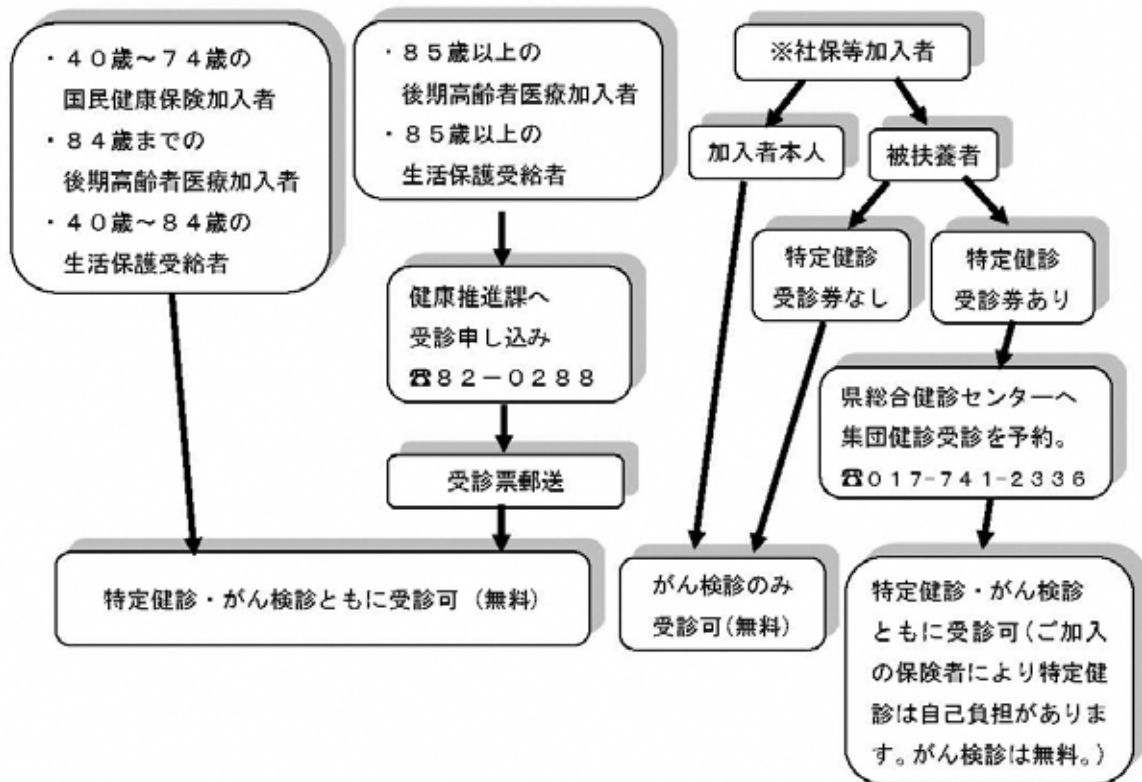 ・４０歳～７４歳の
国民健康保険加入者
・８４歳までの
後期高齢者医療加入者
・４０歳～８４歳の
生活保護受給者
・８５歳以上の
後期高齢者医療加入者
・８５歳以上の
生活保護受給者
健康推進課へ
受診申し込み
☎８２－０２８８
受診票郵送
特定健診・がん検診ともに受診可（無料）
※社保等加入者
加入者本人
被扶養者
特定健診
受診券なし
特定健診
受診券あり
県総合健診センターへ
集団健診受診を予約。
☎０１７-７４１-２３３６
がん検診のみ
受診可(無料)
特定健診・がん検診
ともに受診可(ご加入
の保険者により特定健
診は自己負担がありま
す。がん検診は無料。)